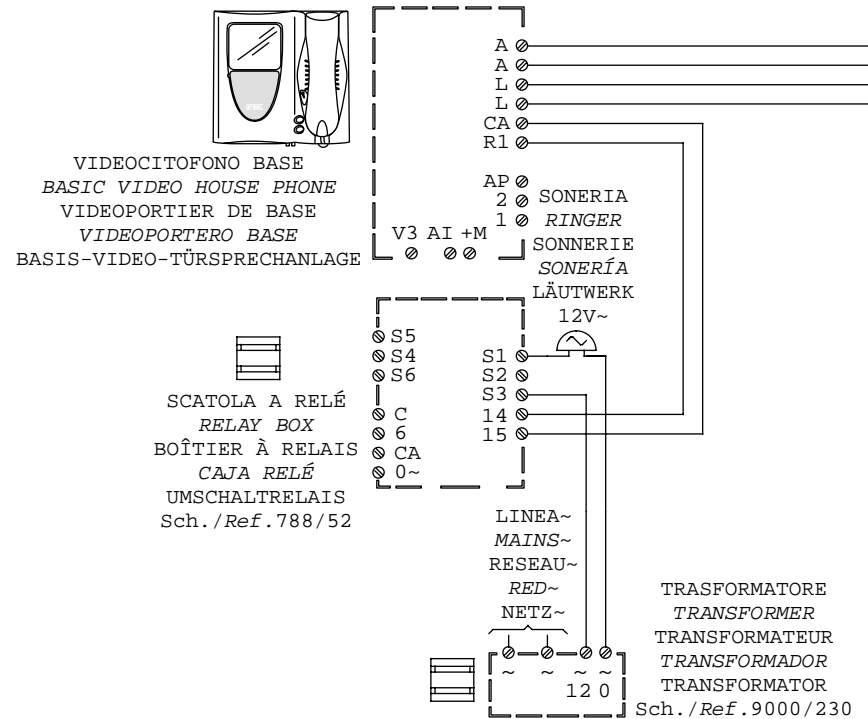 A
A
L
L
CA
R1
AP
2
1
V3 AI +M
VIDEOCITOFONO BASE
BASIC VIDEO HOUSE PHONE
VIDEOPORTIER DE BASE
VIDEOPORTERO BASE
BASIS-VIDEO-TÜRSPRECHANLAGE
SONERIA
RINGER
SONNERIE
SONERÍA
LÄUTWERK
12V~
S5
S4
S6
C
6
CA
0~
S1
S2
S3
14
15
SCATOLA A RELÉ
RELAY BOX
BOÎTIER À RELAIS
CAJA RELÉ
UMSCHALTRELAIS
Sch./Ref.788/52
LINEA~
MAINS~
RESEAU~
RED~
NETZ~
~ ~ ~ ~
12 0
TRASFORMATORE
TRANSFORMER
TRANSFORMATEUR
TRANSFORMADOR
TRANSFORMATOR
Sch./Ref.9000/230